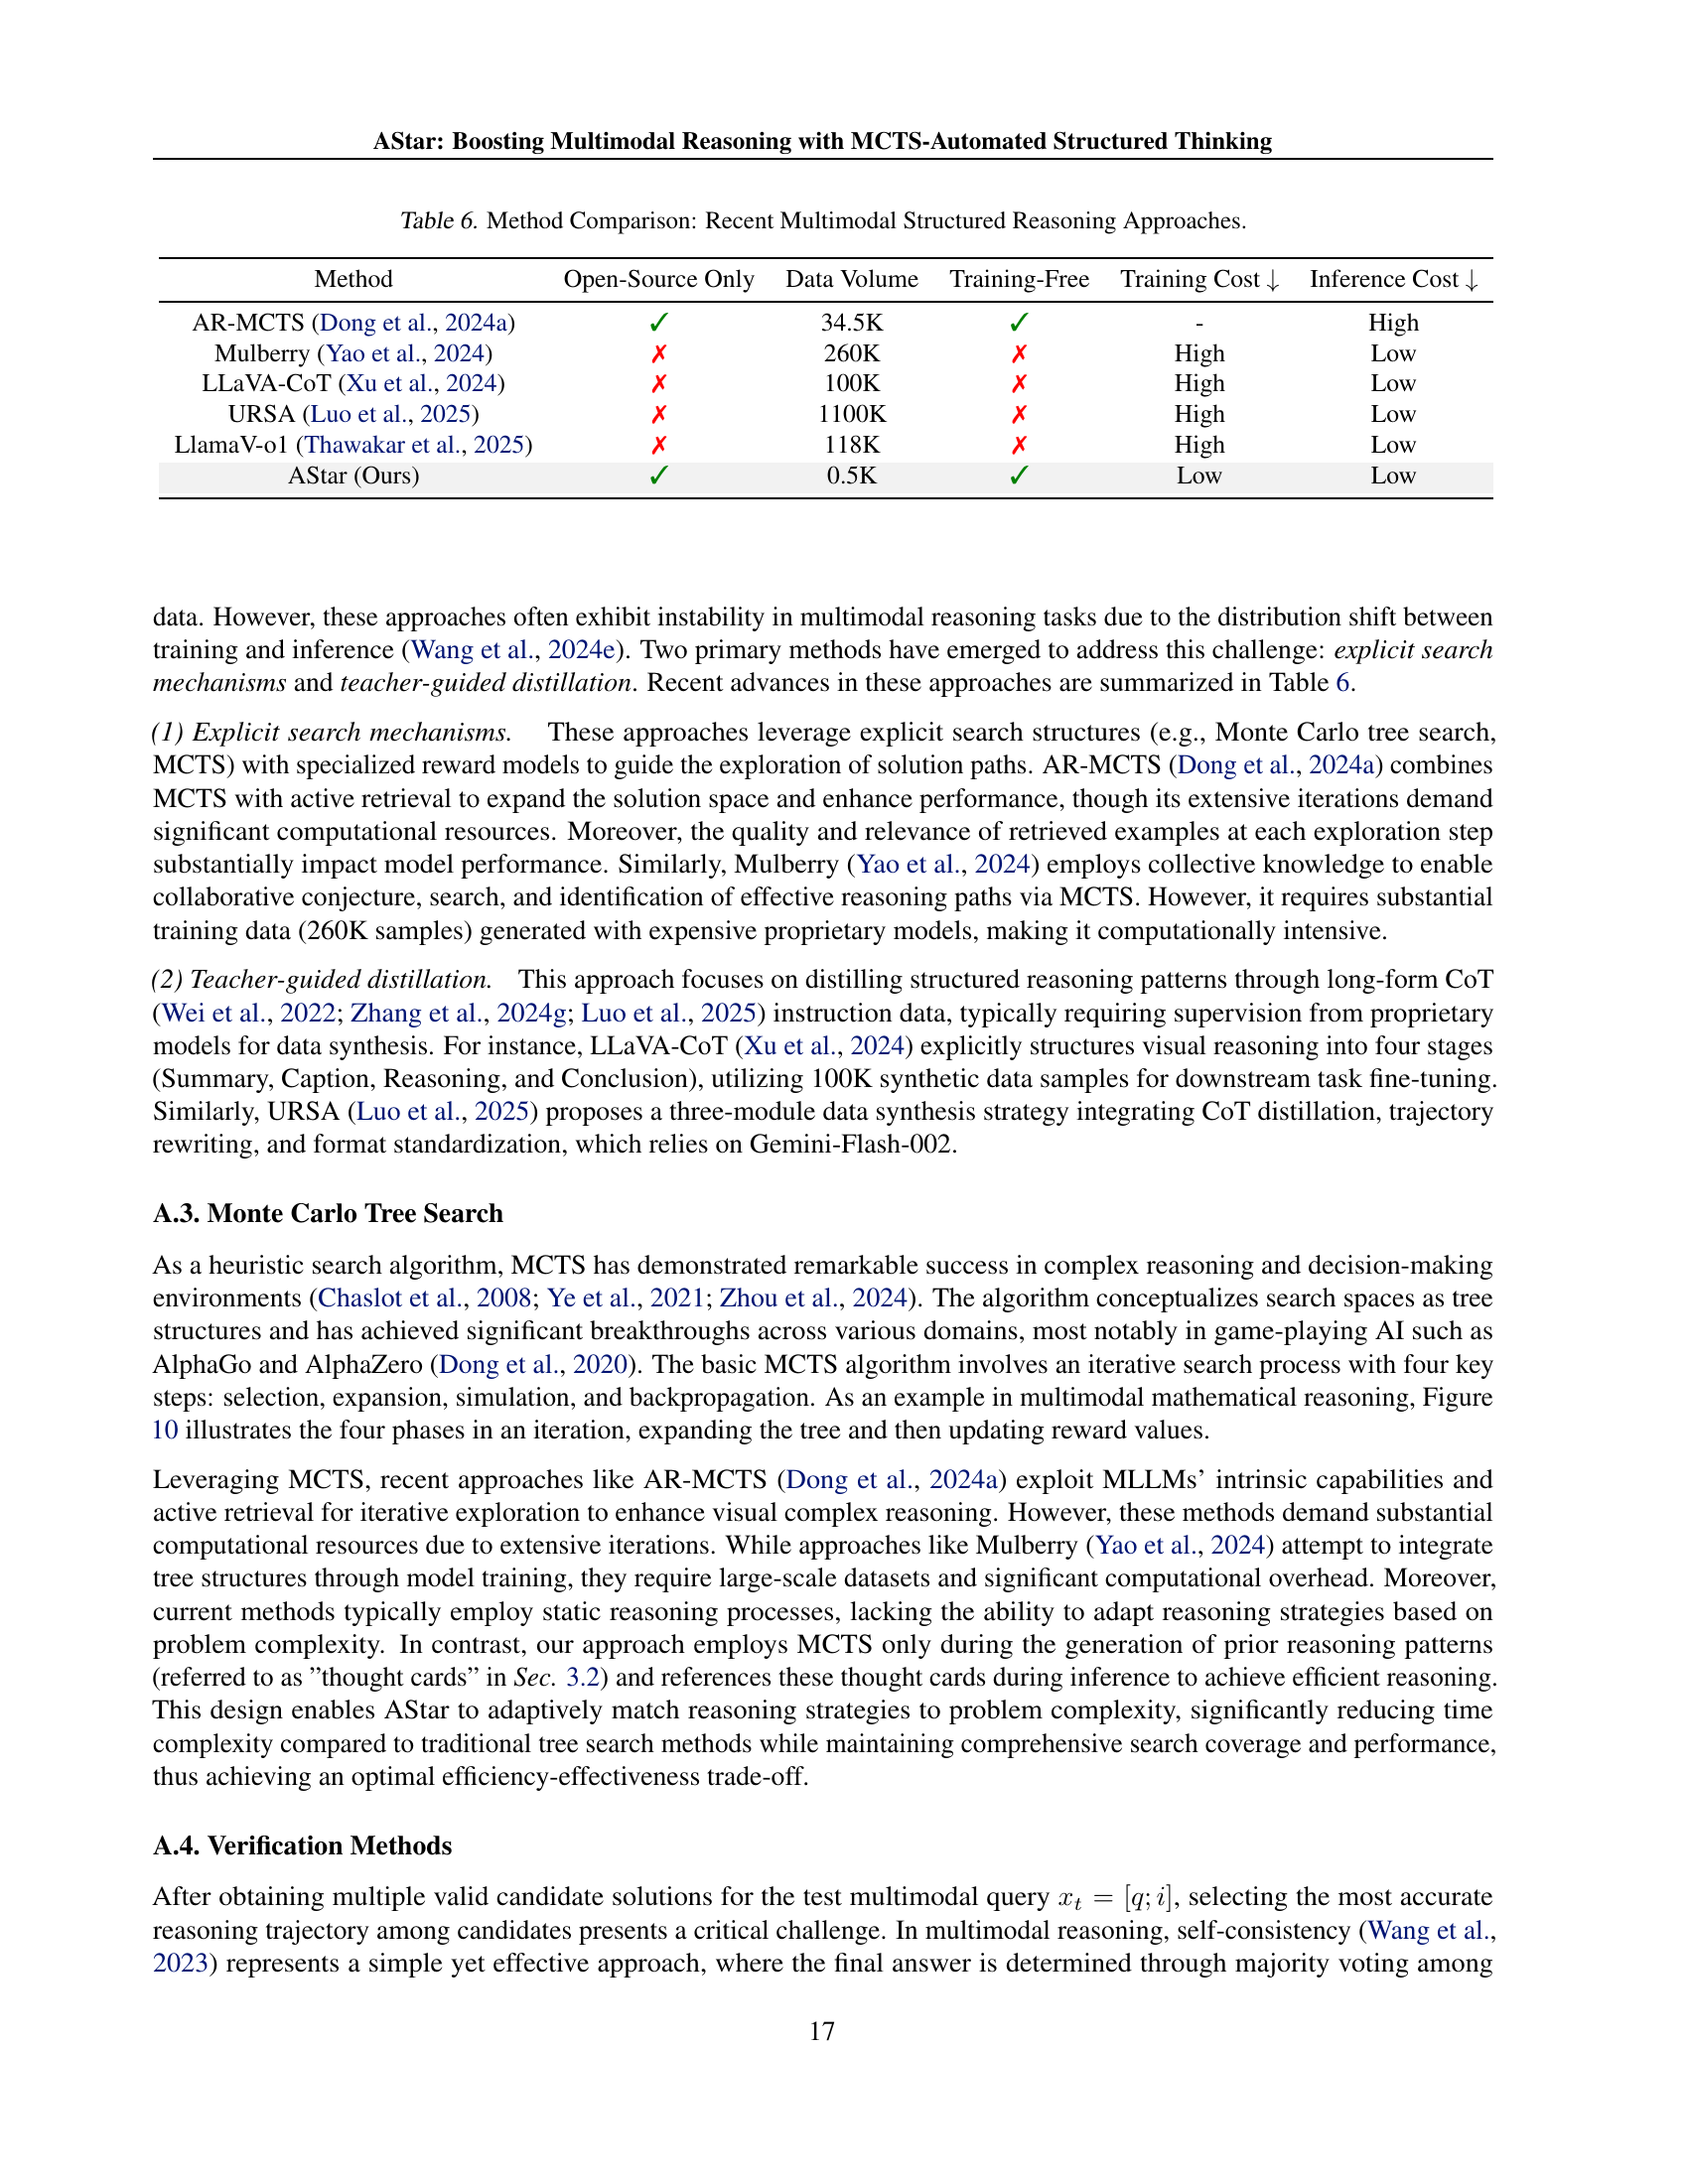 AStar: Boosting Multimodal Reasoning with MCTS-Automated Structured Thinking
Table 6. Method Comparison: Recent Multimodal Structured Reasoning Approaches.
Method Open-Source Only Data Volume Training-Free Training Cost ↓ Inference Cost ↓
AR-MCTS (Dong et al., 2024a) ✓ 34.5K ✓ - High
Mulberry (Yao et al., 2024) ✗ 260K ✗ High Low
LLaVA-CoT (Xu et al., 2024) ✗ 100K ✗ High Low
URSA (Luo et al., 2025) ✗ 1100K ✗ High Low
LlamaV-o1 (Thawakar et al., 2025) ✗ 118K ✗ High Low
AStar (Ours) ✓ 0.5K ✓ Low Low
data. However, these approaches often exhibit instability in multimodal reasoning tasks due to the distribution shift between
training and inference (Wang et al., 2024e). Two primary methods have emerged to address this challenge: explicit search
mechanisms and teacher-guided distillation. Recent advances in these approaches are summarized in Table 6.
(1) Explicit search mechanisms. These approaches leverage explicit search structures (e.g., Monte Carlo tree search,
MCTS) with specialized reward models to guide the exploration of solution paths. AR-MCTS (Dong et al., 2024a) combines
MCTS with active retrieval to expand the solution space and enhance performance, though its extensive iterations demand
significant computational resources. Moreover, the quality and relevance of retrieved examples at each exploration step
substantially impact model performance. Similarly, Mulberry (Yao et al., 2024) employs collective knowledge to enable
collaborative conjecture, search, and identification of effective reasoning paths via MCTS. However, it requires substantial
training data (260K samples) generated with expensive proprietary models, making it computationally intensive.
(2) Teacher-guided distillation. This approach focuses on distilling structured reasoning patterns through long-form CoT
(Wei et al., 2022; Zhang et al., 2024g; Luo et al., 2025) instruction data, typically requiring supervision from proprietary
models for data synthesis. For instance, LLaVA-CoT (Xu et al., 2024) explicitly structures visual reasoning into four stages
(Summary, Caption, Reasoning, and Conclusion), utilizing 100K synthetic data samples for downstream task fine-tuning.
Similarly, URSA (Luo et al., 2025) proposes a three-module data synthesis strategy integrating CoT distillation, trajectory
rewriting, and format standardization, which relies on Gemini-Flash-002.
A.3. Monte Carlo Tree Search
As a heuristic search algorithm, MCTS has demonstrated remarkable success in complex reasoning and decision-making
environments (Chaslot et al., 2008; Ye et al., 2021; Zhou et al., 2024). The algorithm conceptualizes search spaces as tree
structures and has achieved significant breakthroughs across various domains, most notably in game-playing AI such as
AlphaGo and AlphaZero (Dong et al., 2020). The basic MCTS algorithm involves an iterative search process with four key
steps: selection, expansion, simulation, and backpropagation. As an example in multimodal mathematical reasoning, Figure
10 illustrates the four phases in an iteration, expanding the tree and then updating reward values.
Leveraging MCTS, recent approaches like AR-MCTS (Dong et al., 2024a) exploit MLLMs’ intrinsic capabilities and
active retrieval for iterative exploration to enhance visual complex reasoning. However, these methods demand substantial
computational resources due to extensive iterations. While approaches like Mulberry (Yao et al., 2024) attempt to integrate
tree structures through model training, they require large-scale datasets and significant computational overhead. Moreover,
current methods typically employ static reasoning processes, lacking the ability to adapt reasoning strategies based on
problem complexity. In contrast, our approach employs MCTS only during the generation of prior reasoning patterns
(referred to as ”thought cards” in Sec. 3.2) and references these thought cards during inference to achieve efficient reasoning.
This design enables AStar to adaptively match reasoning strategies to problem complexity, significantly reducing time
complexity compared to traditional tree search methods while maintaining comprehensive search coverage and performance,
thus achieving an optimal efficiency-effectiveness trade-off.
A.4. Verification Methods
After obtaining multiple valid candidate solutions for the test multimodal query xₜ = [q; i], selecting the most accurate
reasoning trajectory among candidates presents a critical challenge. In multimodal reasoning, self-consistency (Wang et al.,
2023) represents a simple yet effective approach, where the final answer is determined through majority voting among
17